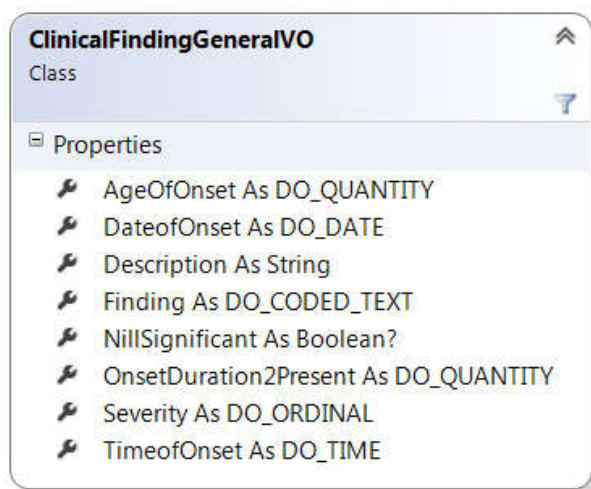 ClinicalFindingGeneralVO
Class
Properties
AgeOfOnset As DO_QUANTITY
DateofOnset As DO_DATE
Description As String
Finding As DO_CODED_TEXT
NillSignificant As Boolean?
OnsetDuration2Present As DO_QUANTITY
Severity As DO_ORDINAL
TimeofOnset As DO_TIME